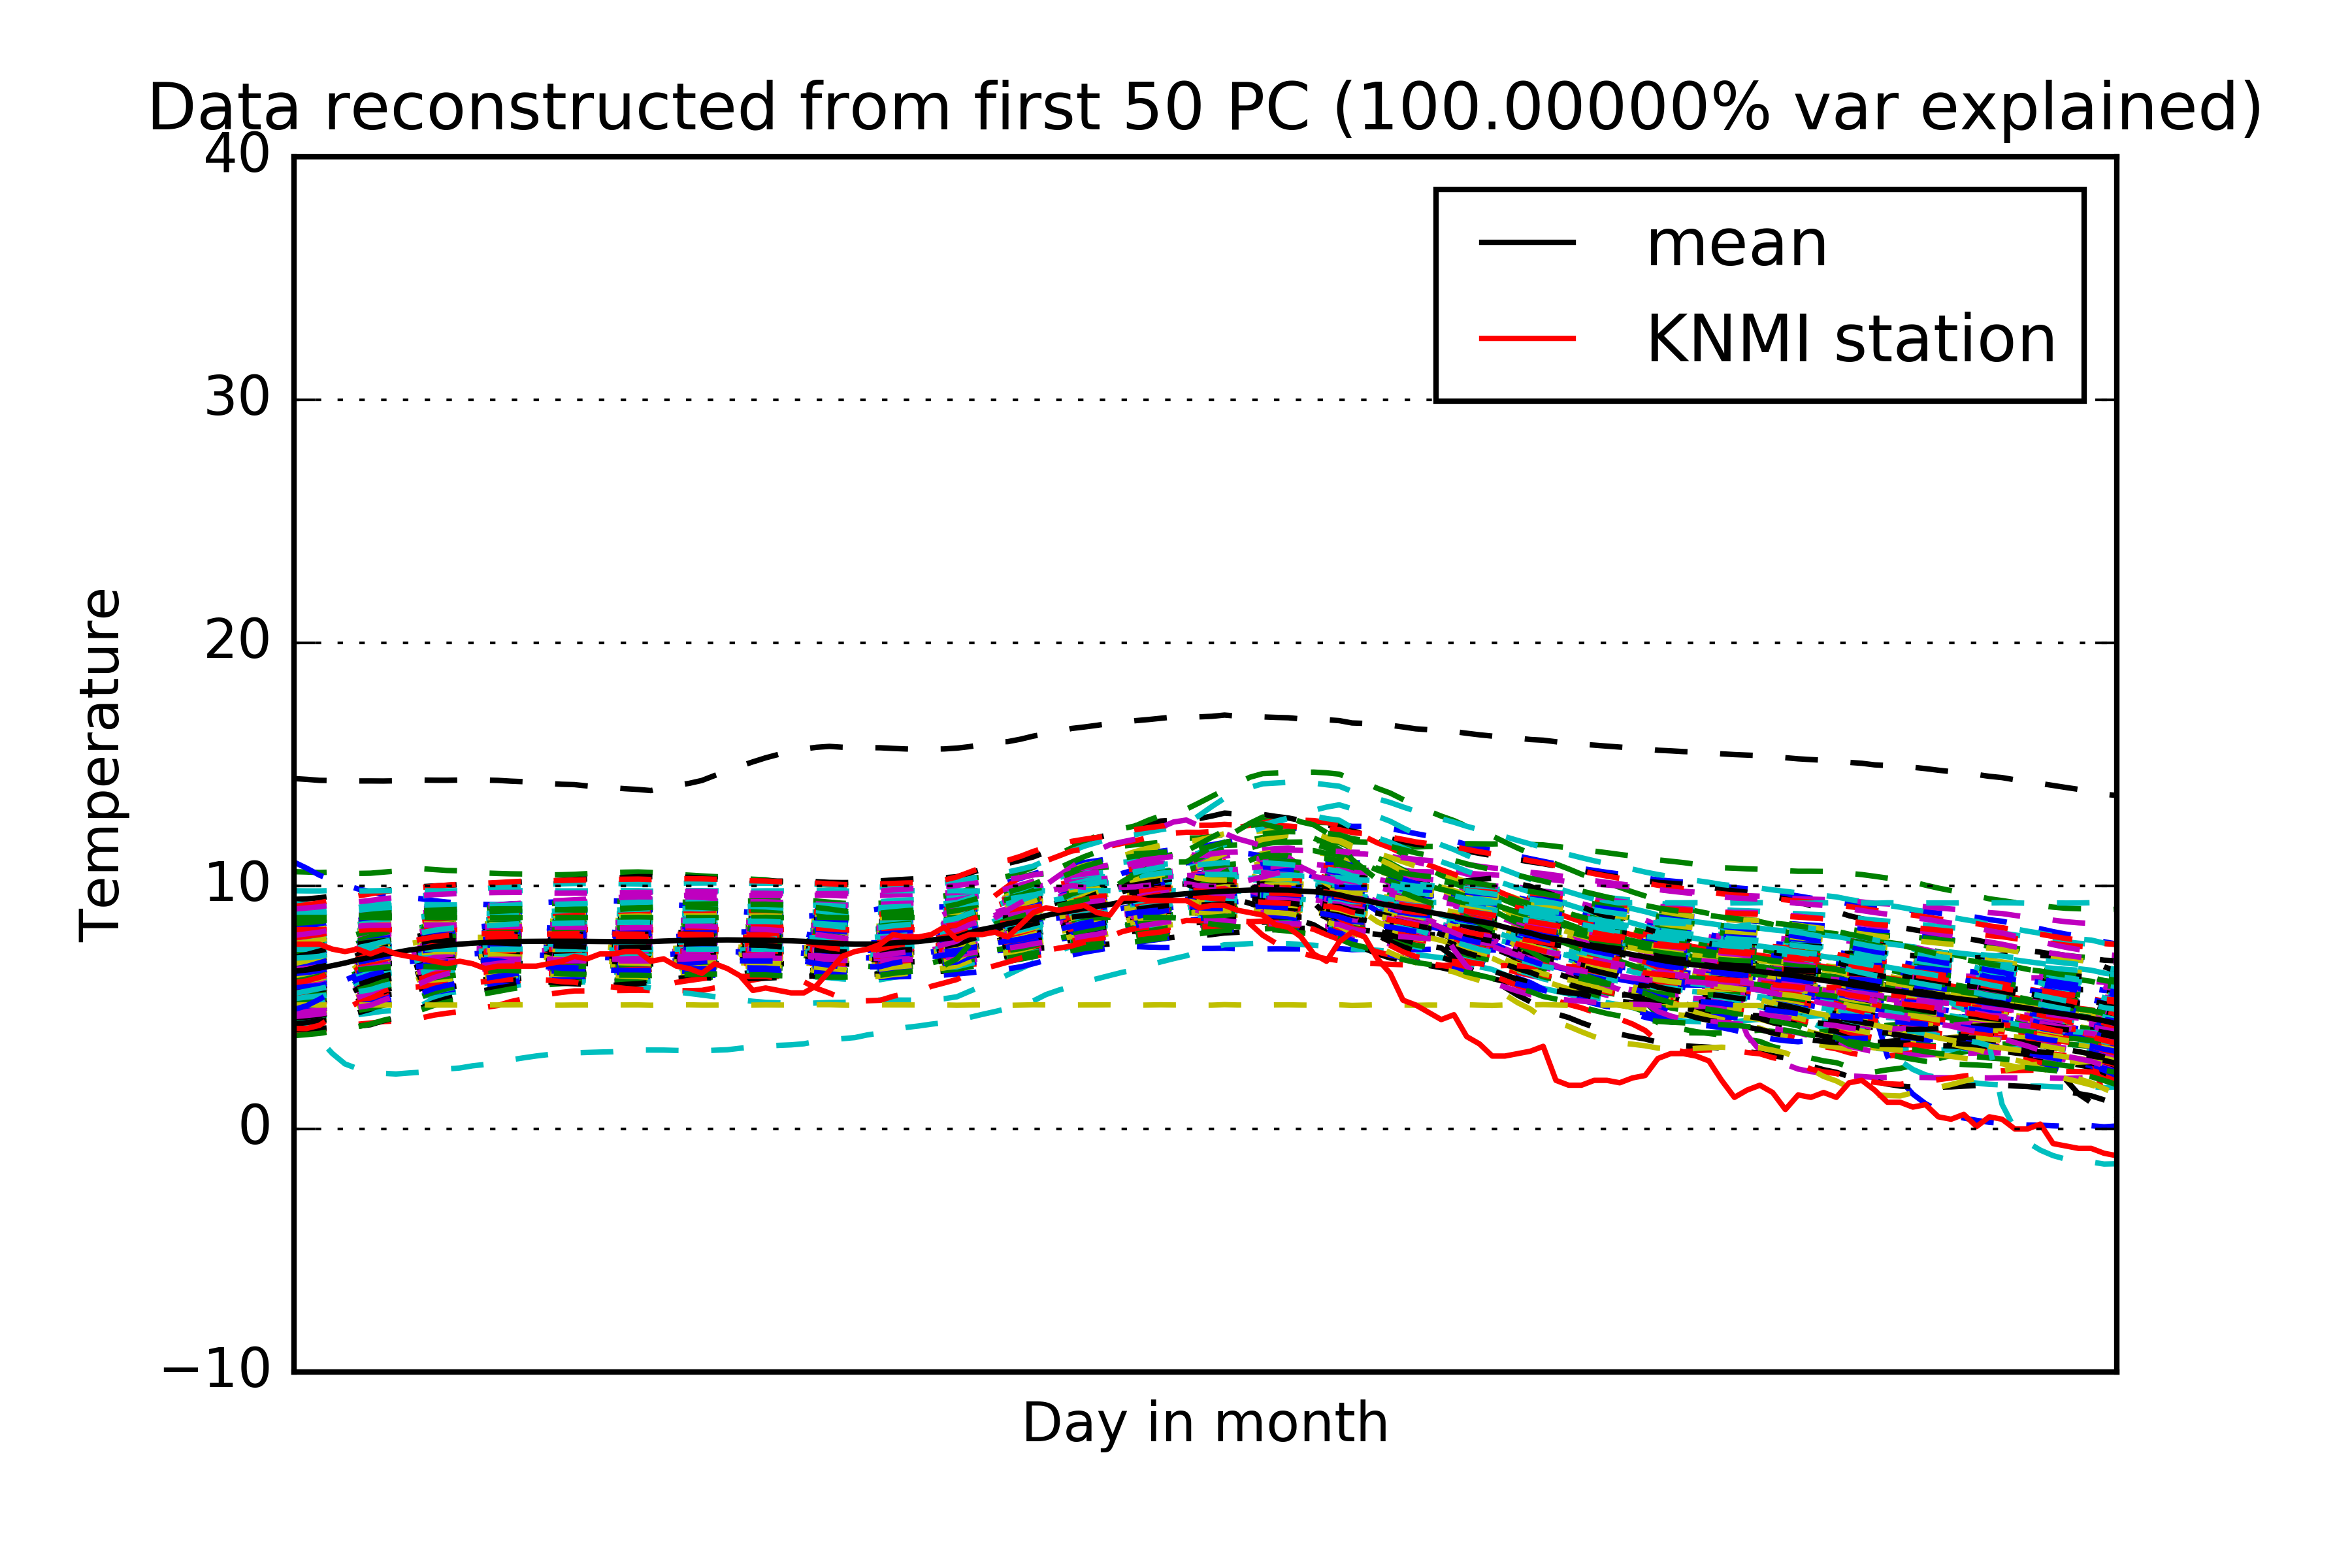 Data reconstructed from first 50 PC (100.00000% var explained)
40
mean
KNMI station
30
20
Temperature
10
0
−10
Day in month